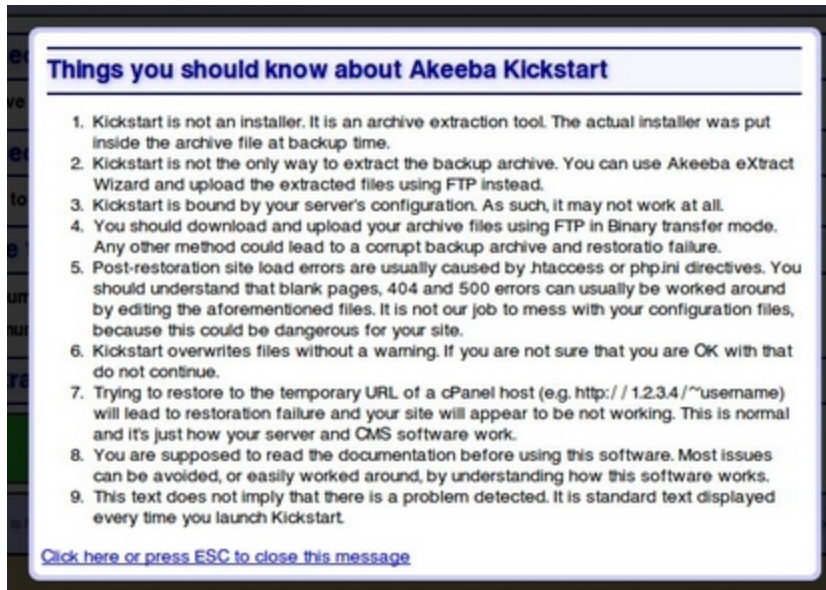 Things you should know about Akeeba Kickstart
1. Kickstart is not an installer. It is an archive extraction tool. The actual installer was put
inside the archive file at backup time.
2. Kickstart is not the only way to extract the backup archive. You can use Akeeba eXtract
Wizard and upload the extracted files using FTP instead.
3. Kickstart is bound by your server's configuration. As such, it may not work at all.
4. You should download and upload your archive files using FTP in Binary transfer mode.
Any other method could lead to a corrupt backup archive and restoratio failure.
5. Post-restoration site load errors are usually caused by .htaccess or php.ini directives. You
should understand that blank pages, 404 and 500 errors can usually be worked around
by editing the aforementioned files. It is not our job to mess with your configuration files,
because this could be dangerous for your site.
6. Kickstart overwrites files without a warning. If you are not sure that you are OK with that
do not continue.
7. Trying to restore to the temporary URL of a cPanel host (e.g. http://1.2.3.4/~username)
will lead to restoration failure and your site will appear to be not working. This is normal
and it's just how your server and CMS software work.
8. You are supposed to read the documentation before using this software. Most issues
can be avoided, or easily worked around, by understanding how this software works.
9. This text does not imply that there is a problem detected. It is standard text displayed
every time you launch Kickstart.
Click here or press ESC to close this message